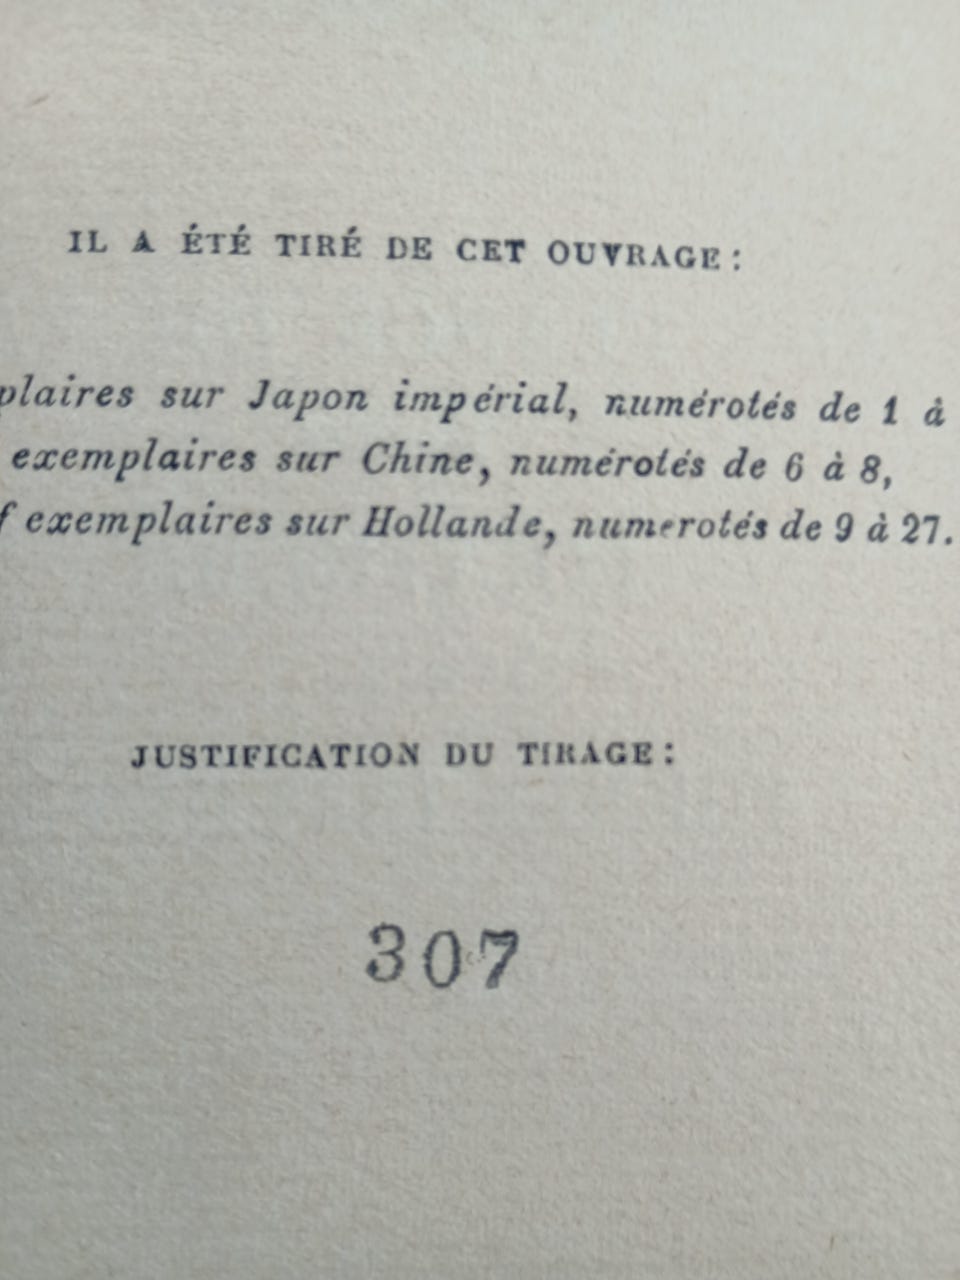 IL A ÉTÉ TIRÉ DE CET OUVRAGE :
plaires sur Japon impérial, numérotés de 1 à
exemplaires sur Chine, numérotés de 6 à 8,
f exemplaires sur Hollande, numerotés de 9 à 27.
JUSTIFICATION DU TIRAGE :
307